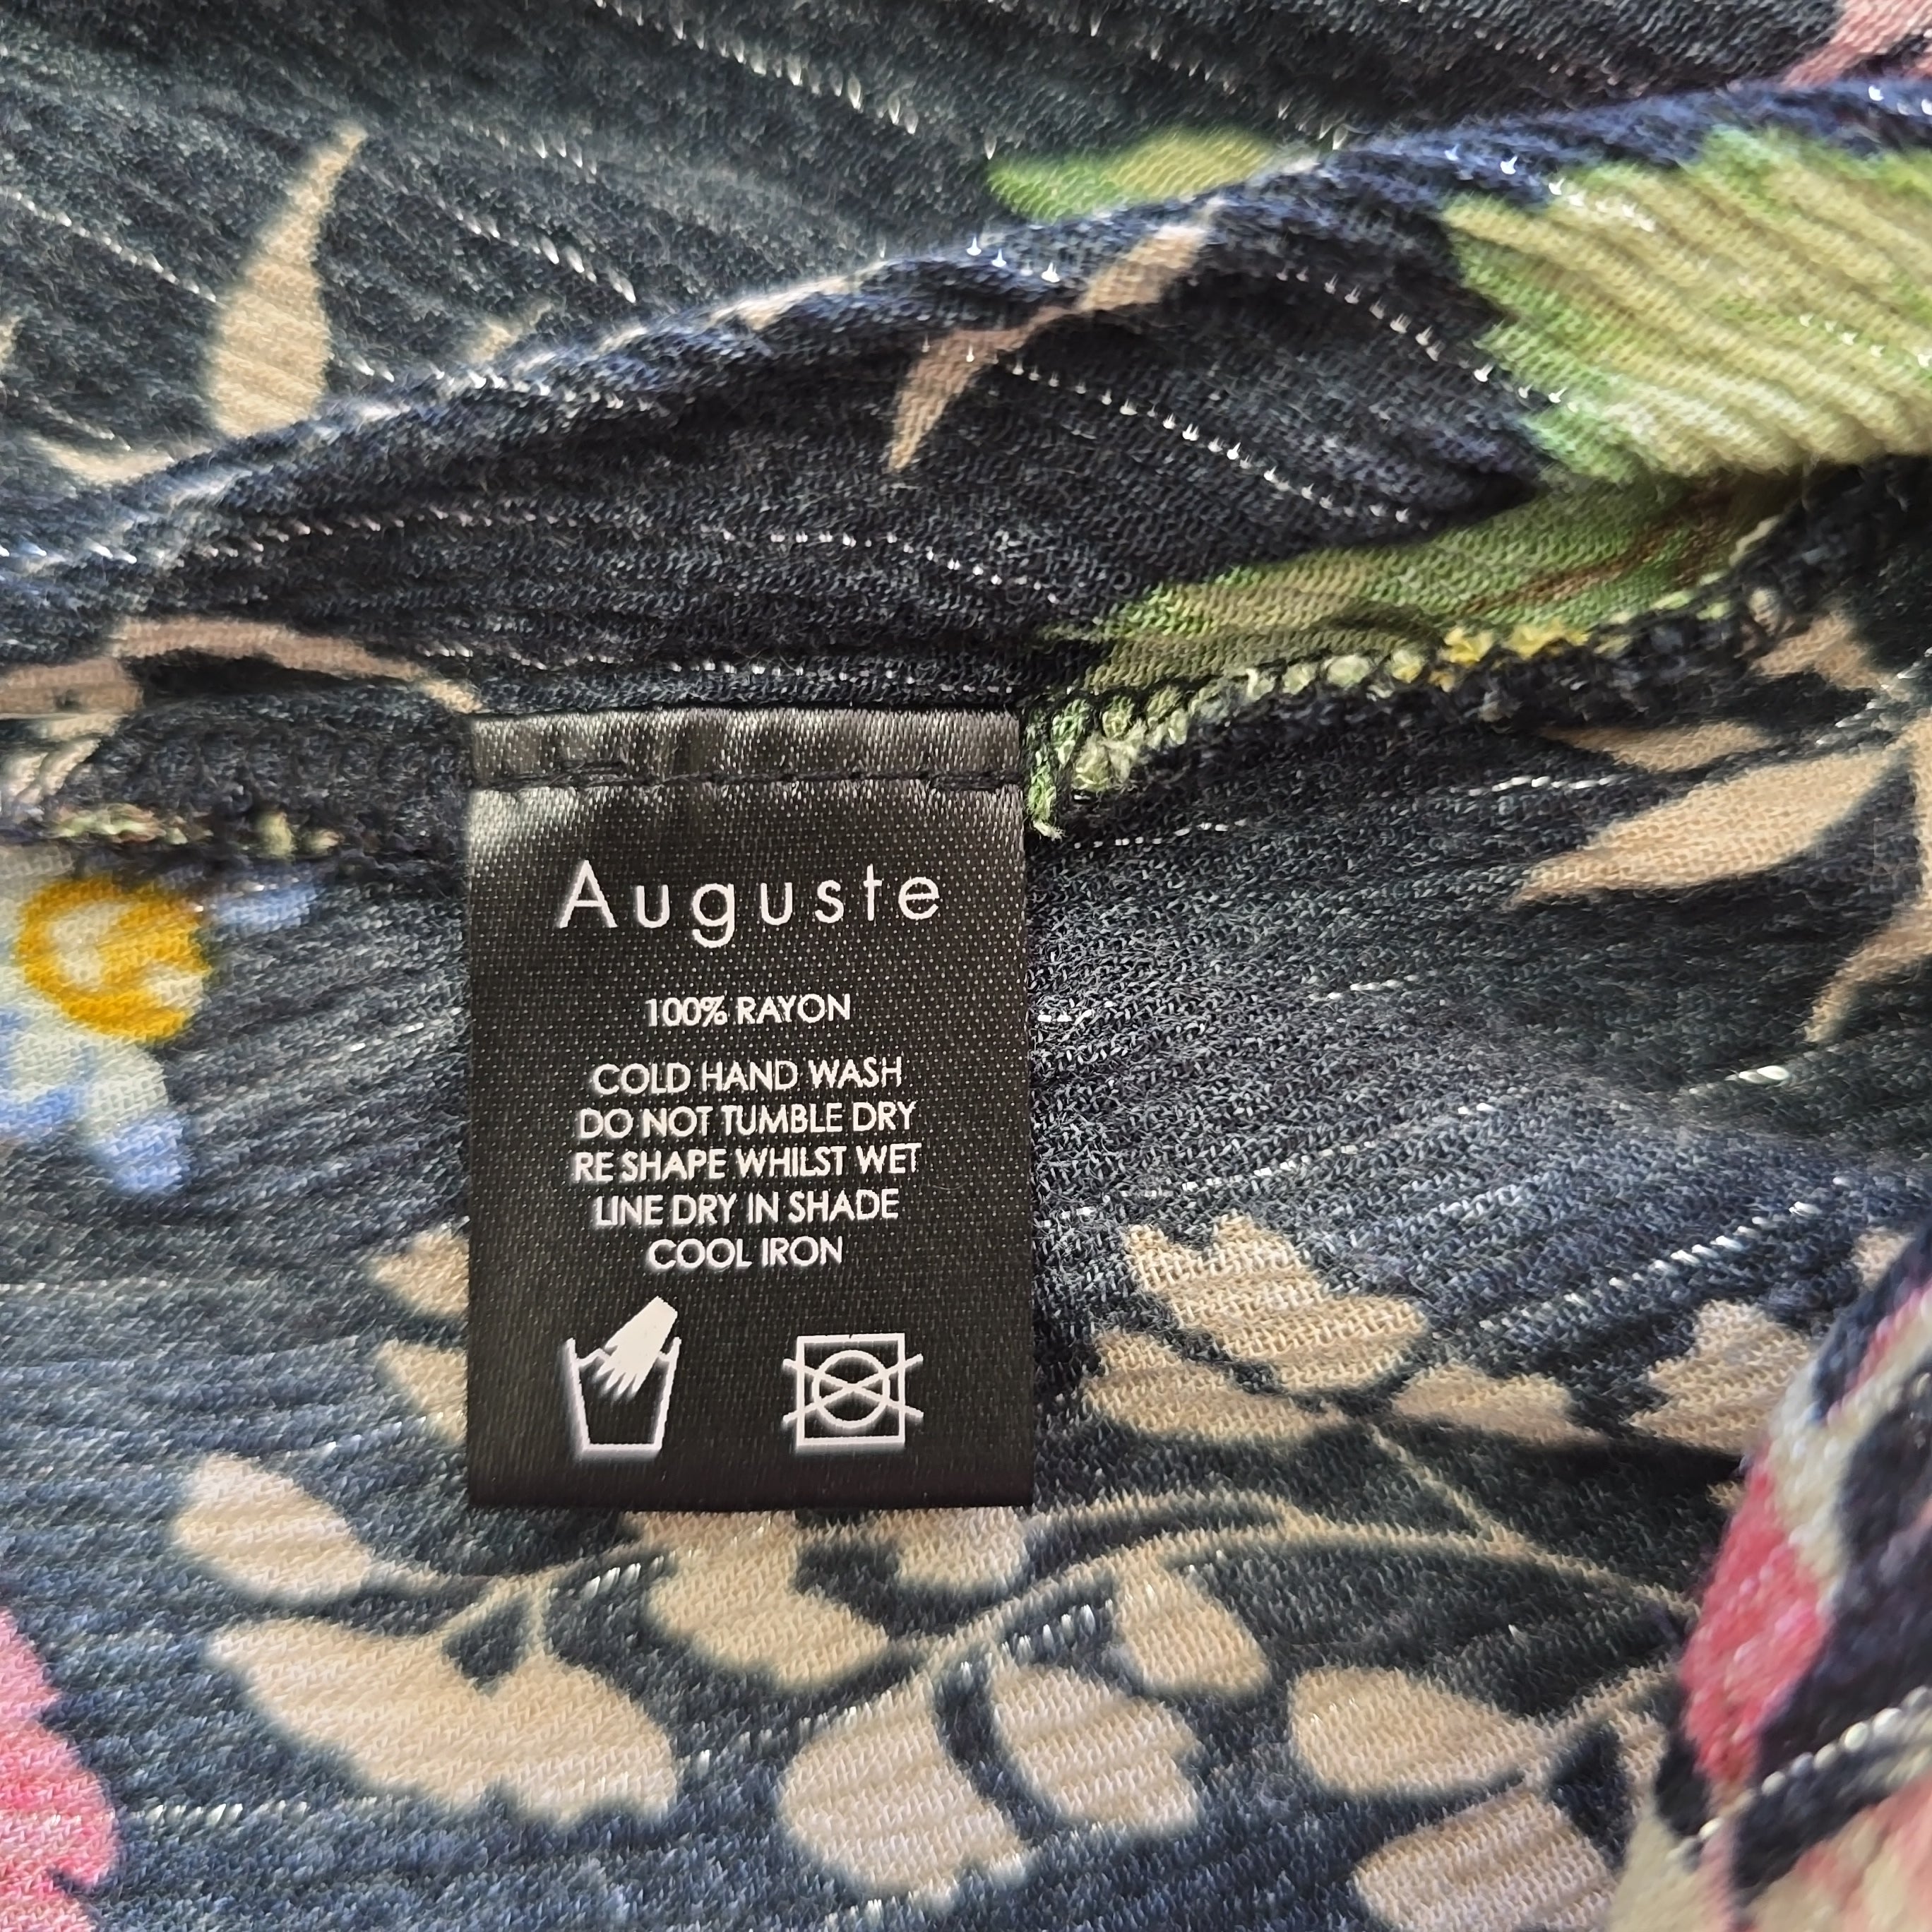 Auguste
100% RAYON
COLD HAND WASH
DO NOT TUMBLE DRY
RE SHAPE WHILST WET
LINE DRY IN SHADE
COOL IRON